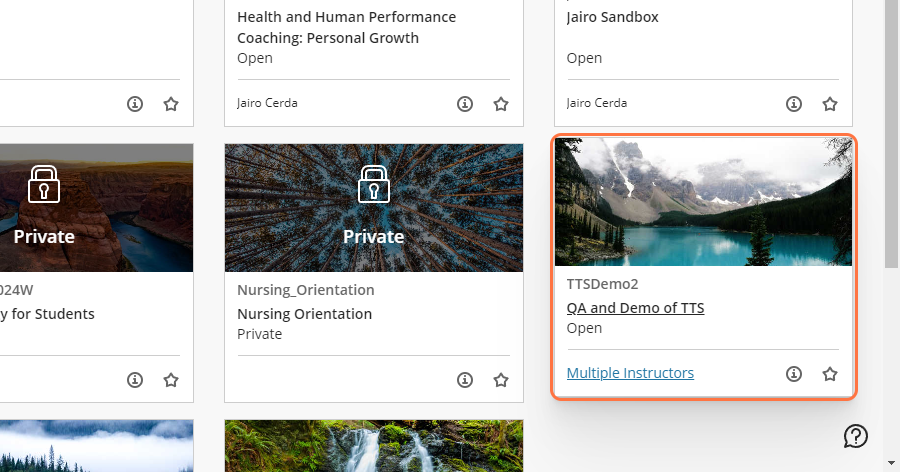 Health and Human Performance
Coaching: Personal Growth
Open
Jairo Cerda
Jairo Sandbox
Open
Jairo Cerda
Private
024W
y for Students
Private
Nursing_Orientation
Nursing Orientation
Private
TTSDemo2
QA and Demo of TTS
Open
Multiple Instructors